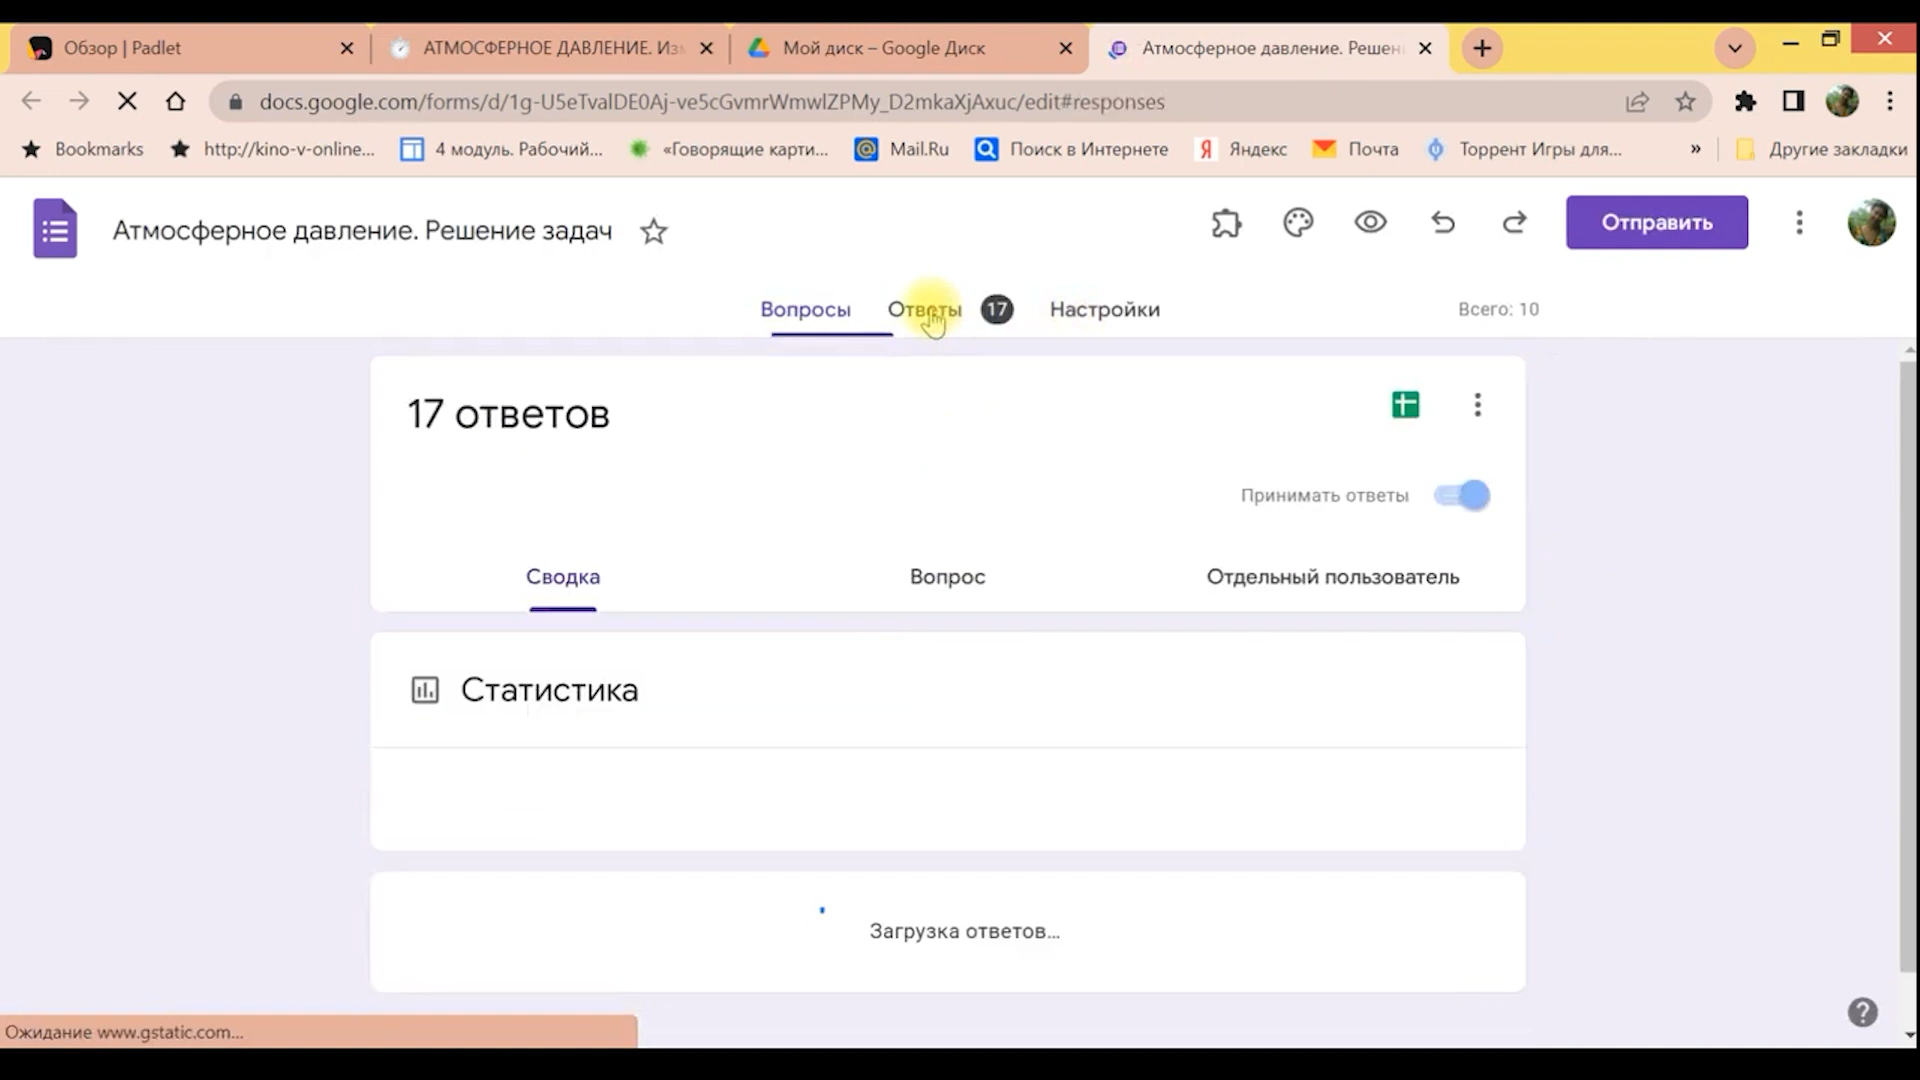 Обзор | Padlet
АТМОСФЕРНОЕ ДАВЛЕНИЕ. Изм
Мой диск – Google Диск
Атмосферное давление. Решен
docs.google.com/forms/d/1g-U5eTvalDE0Aj-ve5cGvmrWmwlZPMy_D2mkaXjAxuc/edit#responses
Bookmarks
http://kino-v-online...
4 модуль. Рабочий...
«Говорящие карти...
Mail.Ru
Поиск в Интернете
Яндекс
Почта
Торрент Игры для...
»
Другие закладки
Атмосферное давление. Решение задач
Отправить
Вопросы
Ответы
17
Настройки
Всего: 10
17 ответов
Принимать ответы
Сводка
Вопрос
Отдельный пользователь
Статистика
Загрузка ответов...
Ожидание www.gstatic.com...